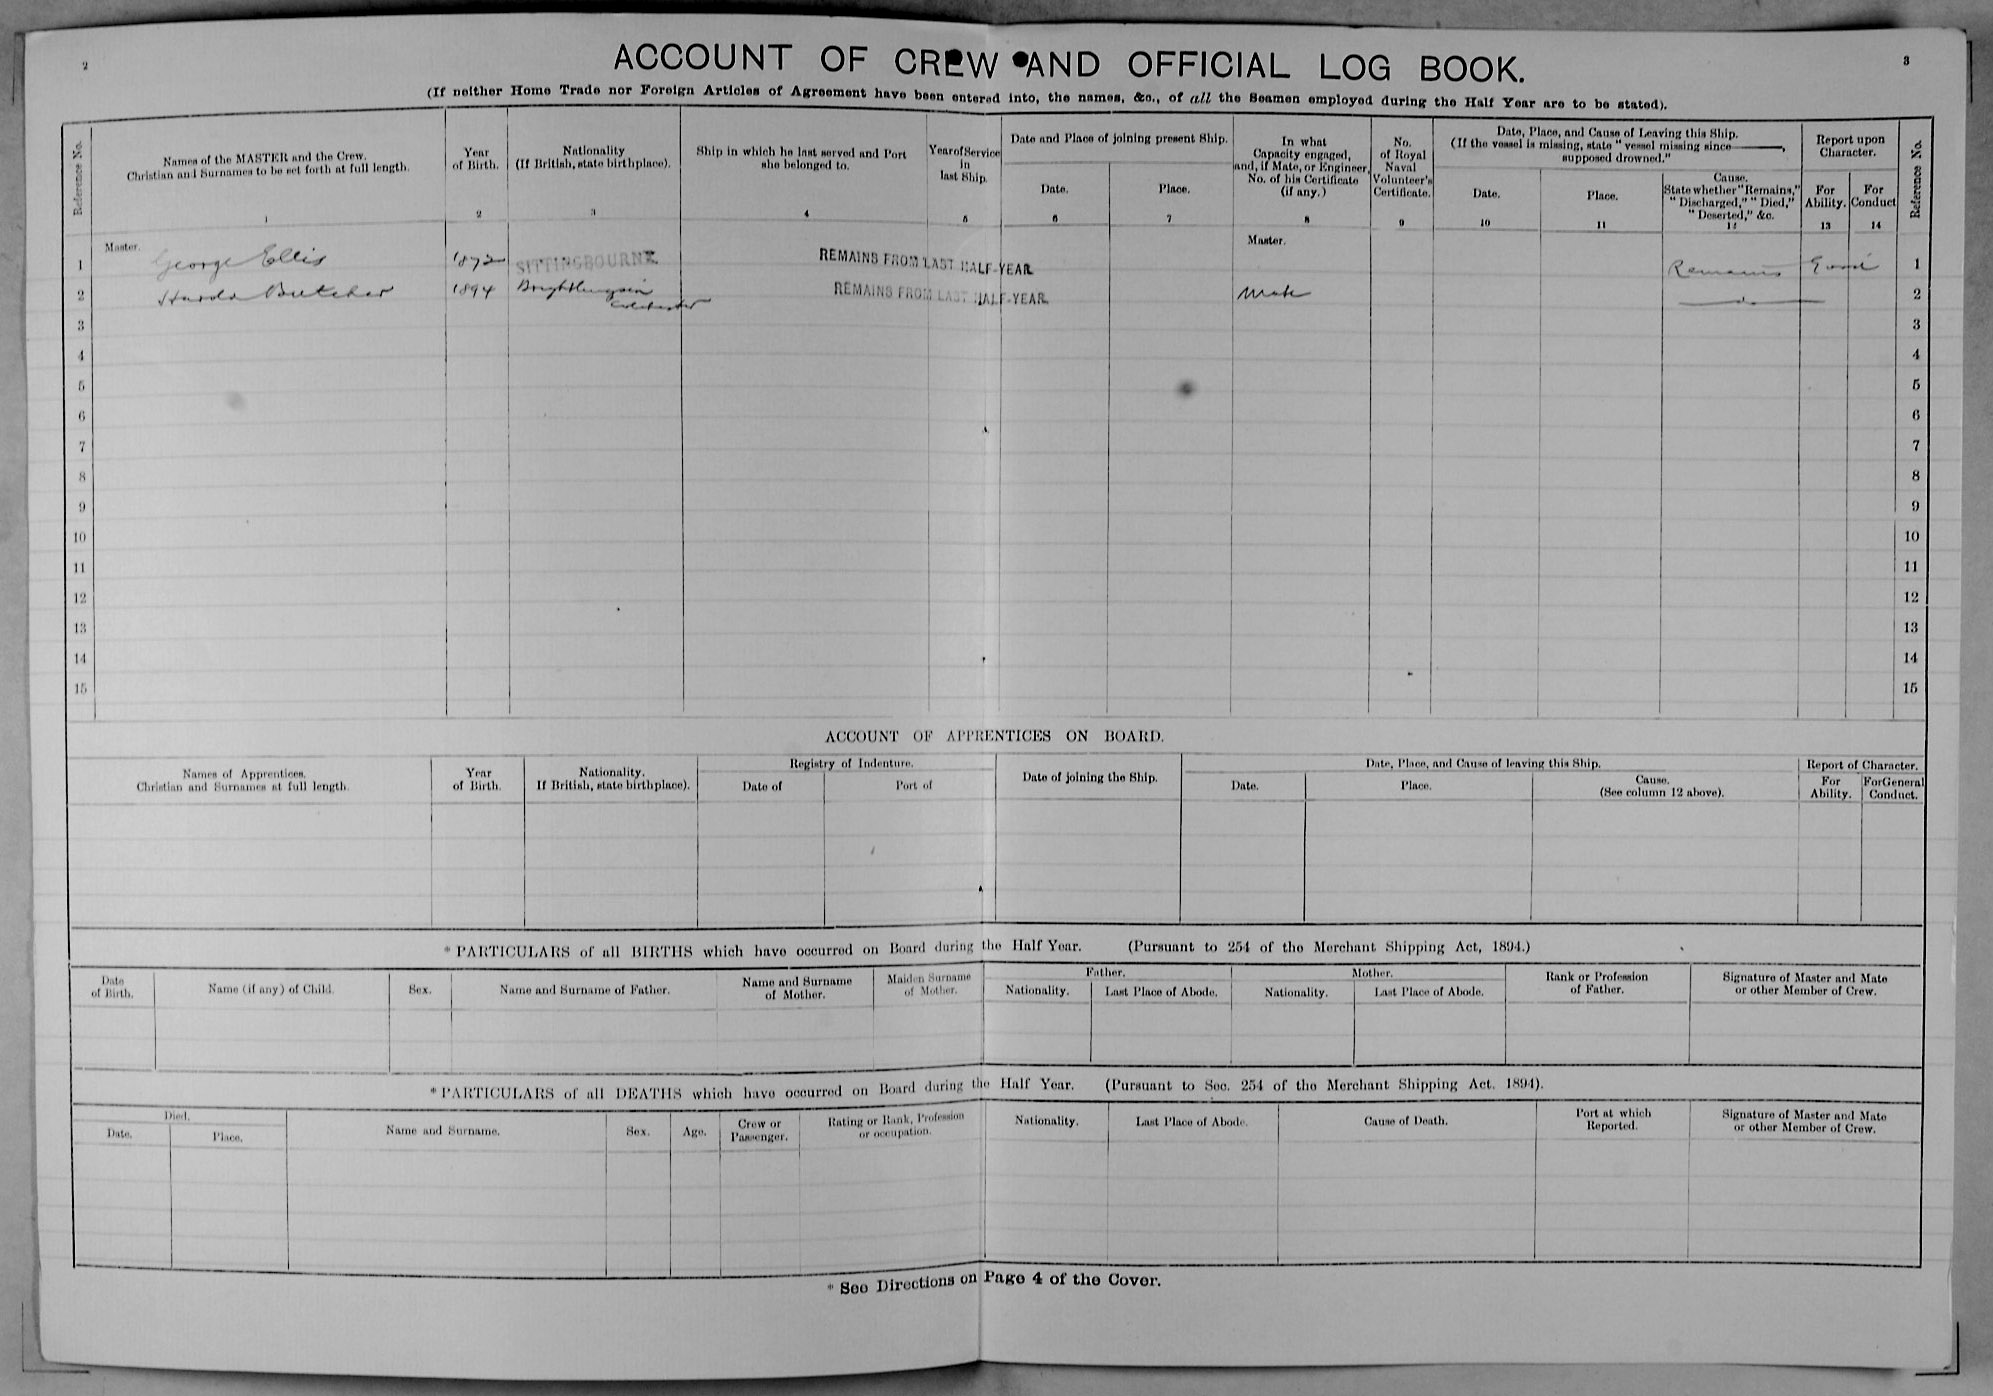 2
3
ACCOUNT OF CREW AND OFFICIAL LOG BOOK.
(If neither Home Trade nor Foreign Articles of Agreement have been entered into, the names, &c., of all the Seamen employed during the Half Year are to be stated).
Reference No.
Names of the MASTER and the Crew.
Christian and Surnames to be set forth at full length.
1
Year
of Birth.
2
Nationality
(If British, state birthplace).
3
Ship in which he last served and Port
she belonged to.
4
Year of Service
in
last Ship.
5
Date and Place of joining present Ship.
Date.
6
Place.
7
In what
Capacity engaged,
and, if Mate, or Engineer,
No. of his Certificate
(if any.)
8
No.
of Royal
Naval
Volunteer's
Certificate.
9
Date, Place, and Cause of Leaving this Ship.
(If the vessel is missing, state "vessel missing since ———,
supposed drowned."
Date.
10
Place.
11
Cause.
State whether "Remains,"
"Discharged," "Died,"
"Deserted," &c.
12
Report upon
Character.
For
Ability.
13
For
Conduct
14
Reference No.
1 Master. George Ellis 1872 SITTINGBOURNE REMAINS FROM LAST HALF-YEAR Master. Remains Good 1
2 Butcher 1894 Brightlingsea REMAINS FROM LAST HALF-YEAR Mate do 2
Colchester
3 3
4 4
5 5
6 6
7 7
8 8
9 9
10 10
11 11
12 12
13 13
14 14
15 15
ACCOUNT OF APPRENTICES ON BOARD.
Names of Apprentices.
Christian and Surnames at full length.
Year
of Birth.
Nationality.
If British, state birthplace).
Registry of Indenture.
Date of
Port of
Date of joining the Ship.
Date, Place, and Cause of leaving this Ship.
Date.
Place.
Cause.
(See column 12 above).
Report of Character.
For
Ability.
For General
Conduct.
* PARTICULARS of all BIRTHS which have occurred on Board during the Half Year. (Pursuant to 254 of the Merchant Shipping Act, 1894.)
Date
of Birth.
Name (if any) of Child.
Sex.
Name and Surname of Father.
Name and Surname
of Mother.
Maiden Surname
of Mother.
Father.
Nationality.
Last Place of Abode.
Mother.
Nationality.
Last Place of Abode.
Rank or Profession
of Father.
Signature of Master and Mate
or other Member of Crew.
* PARTICULARS of all DEATHS which have occurred on Board during the Half Year. (Pursuant to Sec. 254 of the Merchant Shipping Act. 1894).
Died.
Date.
Place.
Name and Surname.
Sex.
Age.
Crew or
Passenger.
Rating or Rank, Profession
or occupation.
Nationality.
Last Place of Abode.
Cause of Death.
Port at which
Reported.
Signature of Master and Mate
or other Member of Crew.
* See Directions on Page 4 of the Cover.